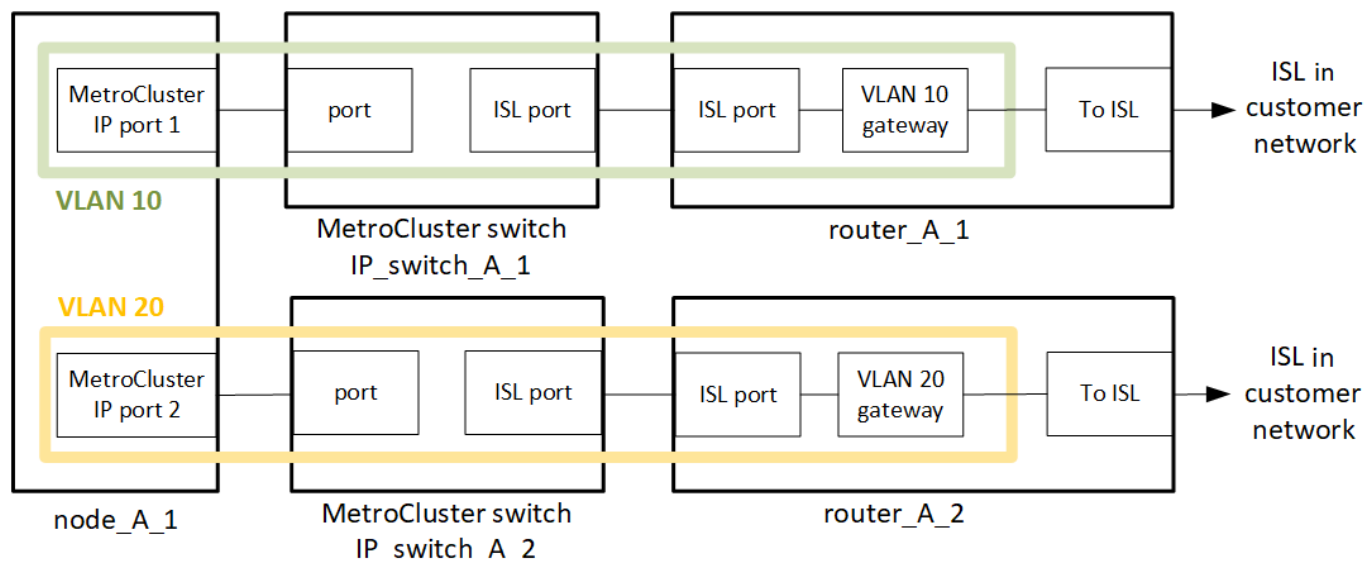 MetroCluster
IP port 1
port
ISL port
ISL port
VLAN 10
gateway
To ISL
ISL in
customer
network
VLAN 10
MetroCluster switch
IP_switch_A_1
router_A_1
VLAN 20
MetroCluster
IP port 2
port
ISL port
ISL port
VLAN 20
gateway
To ISL
ISL in
customer
network
node_A_1
MetroCluster switch
IP_switch_A_2
router_A_2